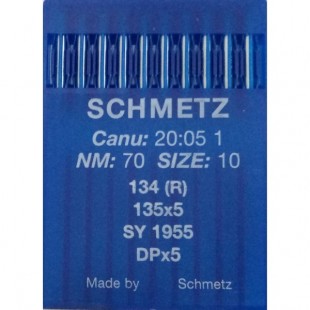 SCHMETZ
Canu: 20:05 1
NM: 70 SIZE: 10
134 (R)
135x5
SY 1955
DPx5
Made by Schmetz